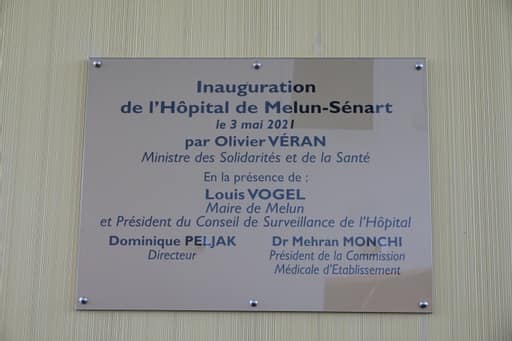 Inauguration
de l'Hôpital de Melun-Sénart
le 3 mai 2021
par Olivier VÉRAN
Ministre des Solidarités et de la Santé
En la présence de :
Louis VOGEL
Maire de Melun
et Président du Conseil de Surveillance de l'Hôpital
Dominique PELJAK
Directeur
Dr Mehran MONCHI
Président de la Commission
Médicale d'Etablissement